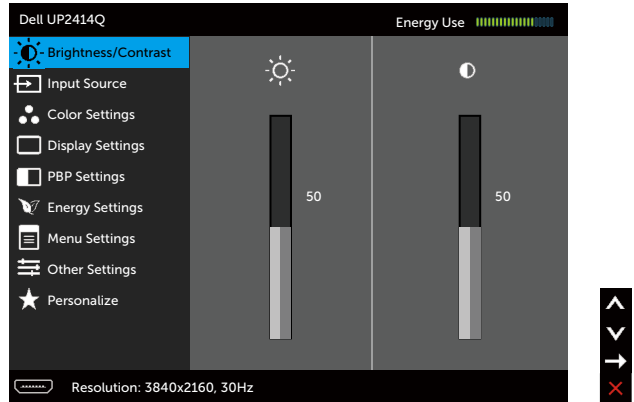 Dell UP2414Q
Energy Use
Brightness/Contrast
Input Source
Color Settings
Display Settings
PBP Settings
Energy Settings
Menu Settings
Other Settings
Personalize
50
50
Resolution: 3840x2160, 30Hz